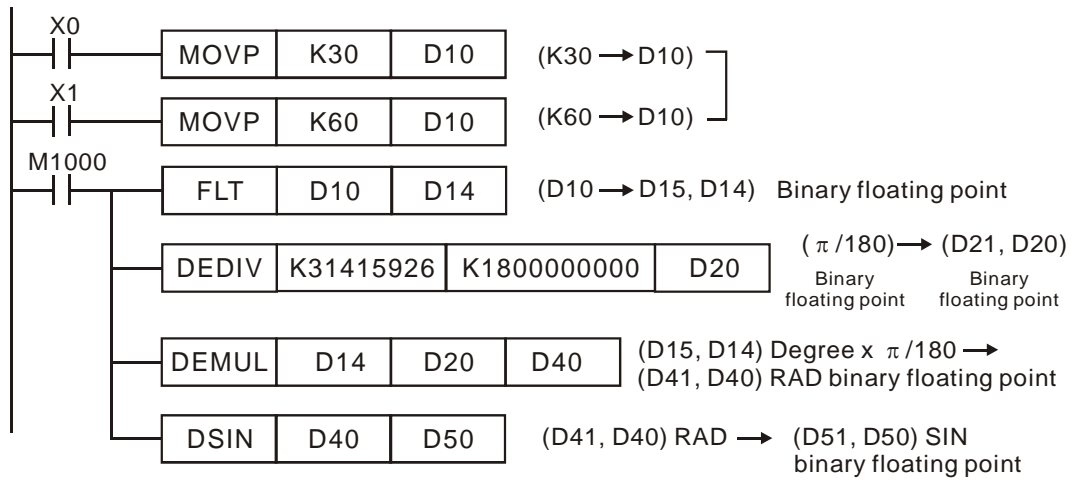 X0
MOVP K30 D10 (K30 → D10)
X1
MOVP K60 D10 (K60 → D10)
M1000
FLT D10 D14 (D10 → D15, D14) Binary floating point
DEDIV K31415926 K1800000000 D20 ( π /180) → (D21, D20)
Binary Binary
floating point floating point
DEMUL D14 D20 D40 (D15, D14) Degree x π /180 →
(D41, D40) RAD binary floating point
DSIN D40 D50 (D41, D40) RAD → (D51, D50) SIN
binary floating point